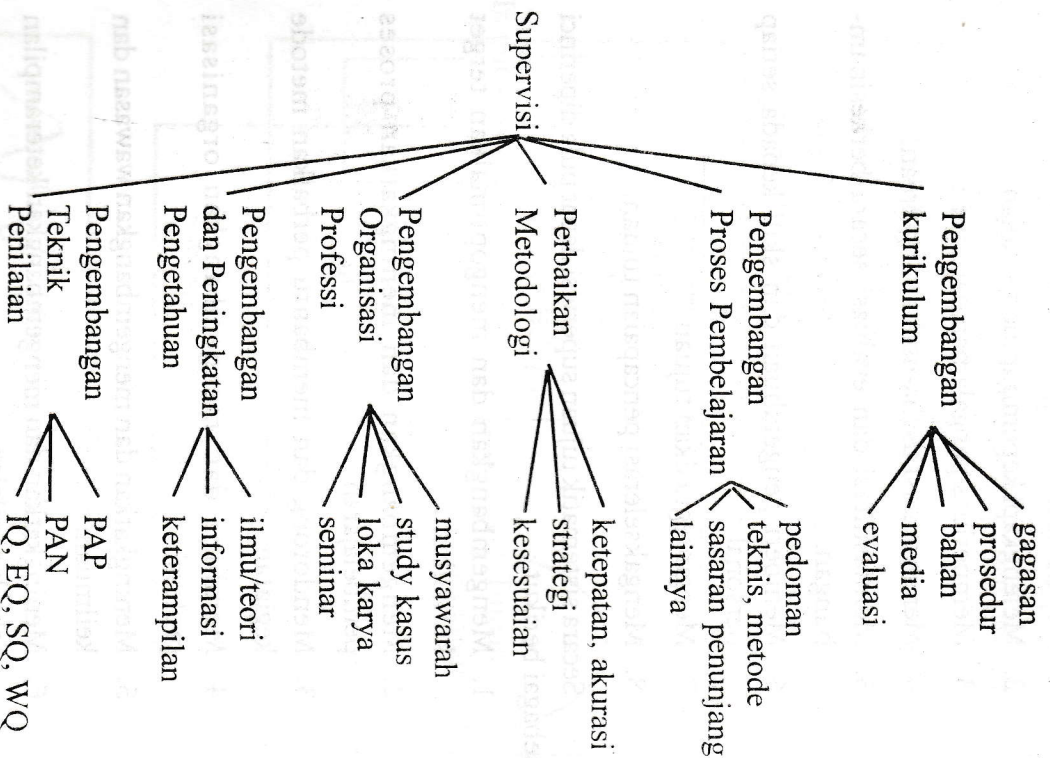 Supervisi
Pengembangan
kurikulum
gagasan
prosedur
bahan
media
evaluasi
Pengembangan
Proses Pembelajaran
pedoman
teknis, metode
sasaran penunjang
lainnya
Perbaikan
Metodologi
ketepatan, akurasi
strategi
kesesuaian
Pengembangan
Organisasi
Professi
musyawarah
study kasus
loka karya
seminar
Pengembangan
dan Peningkatan
Pengetahuan
ilmu/teori
informasi
keterampilan
Pengembangan
Teknik
Penilaian
PAP
PAN
IQ, EQ, SQ, WQ